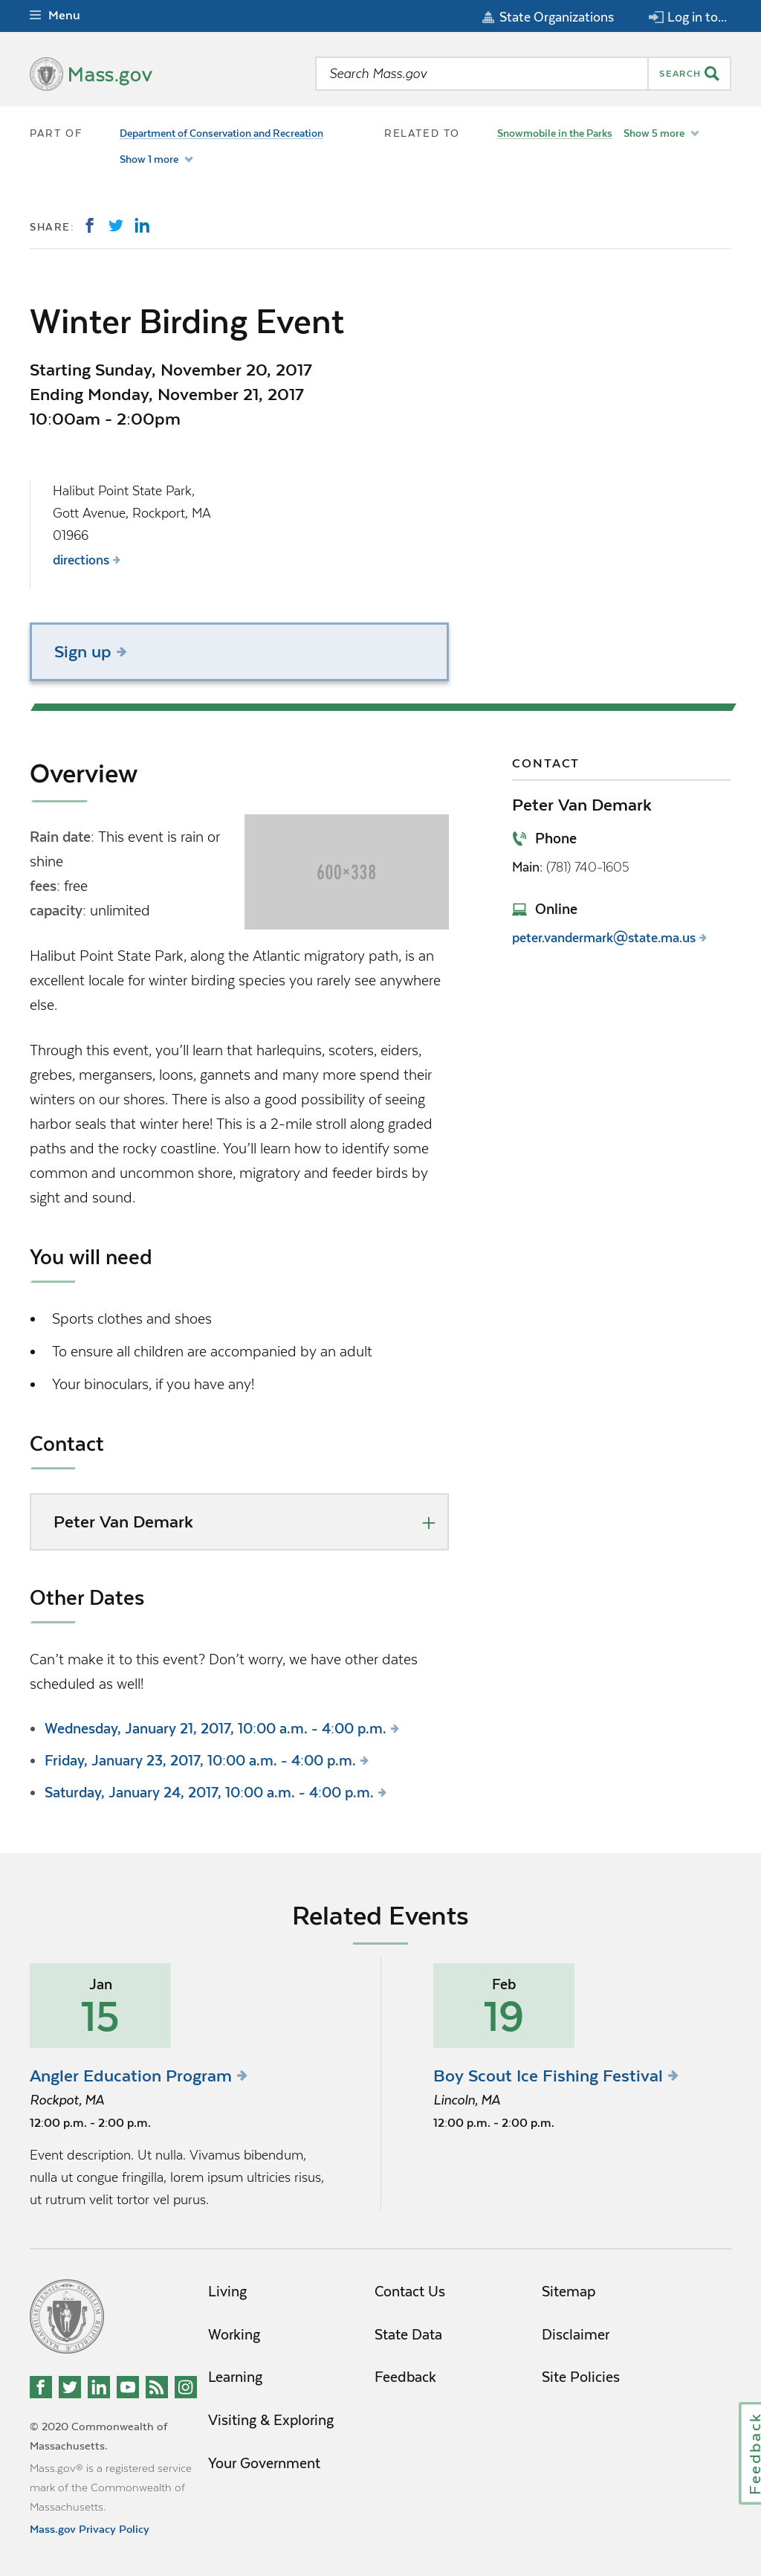 Menu
State Organizations
Log in to...
Mass.gov
Search Mass.gov
SEARCH
PART OF
Department of Conservation and Recreation
Show 1 more
RELATED TO
Snowmobile in the Parks
Show 5 more
SHARE:
Winter Birding Event
Starting Sunday, November 20, 2017
Ending Monday, November 21, 2017
10:00am - 2:00pm
Halibut Point State Park,
Gott Avenue, Rockport, MA
01966
directions
Sign up
Overview
Rain date: This event is rain or
shine
fees: free
capacity: unlimited
600×338
Halibut Point State Park, along the Atlantic migratory path, is an
excellent locale for winter birding species you rarely see anywhere
else.
Through this event, you’ll learn that harlequins, scoters, eiders,
grebes, mergansers, loons, gannets and many more spend their
winters on our shores. There is also a good possibility of seeing
harbor seals that winter here! This is a 2-mile stroll along graded
paths and the rocky coastline. You’ll learn how to identify some
common and uncommon shore, migratory and feeder birds by
sight and sound.
You will need
• Sports clothes and shoes
• To ensure all children are accompanied by an adult
• Your binoculars, if you have any!
Contact
Peter Van Demark
Other Dates
Can’t make it to this event? Don’t worry, we have other dates
scheduled as well!
• Wednesday, January 21, 2017, 10:00 a.m. - 4:00 p.m.
• Friday, January 23, 2017, 10:00 a.m. - 4:00 p.m.
• Saturday, January 24, 2017, 10:00 a.m. - 4:00 p.m.
CONTACT
Peter Van Demark
Phone
Main: (781) 740-1605
Online
peter.vandermark@state.ma.us
Related Events
Jan
15
Angler Education Program
Rockpot, MA
12:00 p.m. - 2:00 p.m.
Event description. Ut nulla. Vivamus bibendum,
nulla ut congue fringilla, lorem ipsum ultricies risus,
ut rutrum velit tortor vel purus.
Feb
19
Boy Scout Ice Fishing Festival
Lincoln, MA
12:00 p.m. - 2:00 p.m.
Living
Working
Learning
Visiting & Exploring
Your Government
Contact Us
State Data
Feedback
Sitemap
Disclaimer
Site Policies
© 2020 Commonwealth of
Massachusetts.
Mass.gov® is a registered service
mark of the Commonwealth of
Massachusetts.
Mass.gov Privacy Policy
Feedback